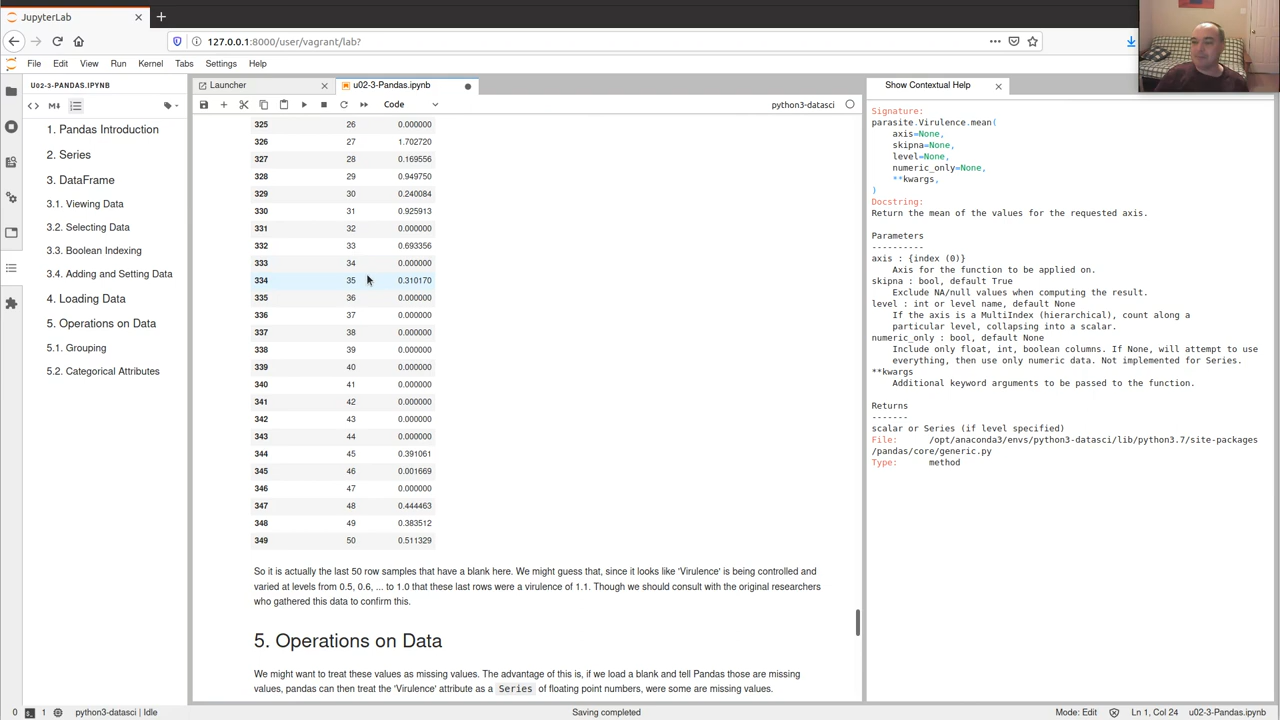 JupyterLab
127.0.0.1:8000/user/vagrant/lab?
File Edit View Run Kernel Tabs Settings Help
U02-3-PANDAS.IPYNB
1. Pandas Introduction
2. Series
3. DataFrame
3.1. Viewing Data
3.2. Selecting Data
3.3. Boolean Indexing
3.4. Adding and Setting Data
4. Loading Data
5. Operations on Data
5.1. Grouping
5.2. Categorical Attributes
Launcher
u02-3-Pandas.ipynb
Code
python3-datasci
325 26 0.000000
326 27 1.702720
327 28 0.169556
328 29 0.949750
329 30 0.240084
330 31 0.925913
331 32 0.000000
332 33 0.693356
333 34 0.000000
334 35 0.310170
335 36 0.000000
336 37 0.000000
337 38 0.000000
338 39 0.000000
339 40 0.000000
340 41 0.000000
341 42 0.000000
342 43 0.000000
343 44 0.000000
344 45 0.391061
345 46 0.001669
346 47 0.000000
347 48 0.444463
348 49 0.383512
349 50 0.511329
So it is actually the last 50 row samples that have a blank here. We might guess that, since it looks like 'Virulence' is being controlled and
varied at levels from 0.5, 0.6, ... to 1.0 that these last rows were a virulence of 1.1. Though we should consult with the original researchers
who gathered this data to confirm this.
5. Operations on Data
We might want to treat these values as missing values. The advantage of this is, if we load a blank and tell Pandas those are missing
values, pandas can then treat the 'Virulence' attribute as a Series of floating point numbers, were some are missing values.
Show Contextual Help
Signature:
parasite.Virulence.mean(
axis=None,
skipna=None,
level=None,
numeric_only=None,
**kwargs,
)
Docstring:
Return the mean of the values for the requested axis.
Parameters
----------
axis : {index (0)}
Axis for the function to be applied on.
skipna : bool, default True
Exclude NA/null values when computing the result.
level : int or level name, default None
If the axis is a MultiIndex (hierarchical), count along a
particular level, collapsing into a scalar.
numeric_only : bool, default None
Include only float, int, boolean columns. If None, will attempt to use
everything, then use only numeric data. Not implemented for Series.
**kwargs
Additional keyword arguments to be passed to the function.
Returns
-------
scalar or Series (if level specified)
File: /opt/anaconda3/envs/python3-datasci/lib/python3.7/site-packages
/pandas/core/generic.py
Type: method
0 1 python3-datasci | Idle
Saving completed
Mode: Edit Ln 1, Col 24 u02-3-Pandas.ipynb